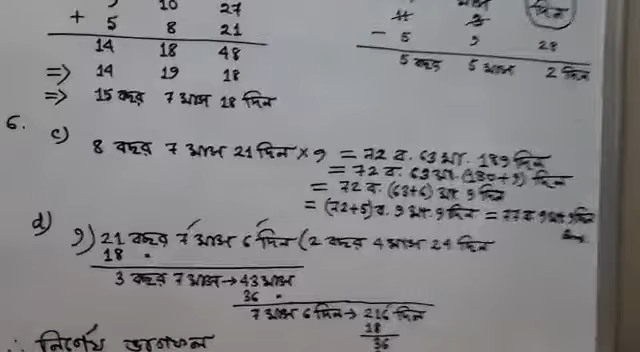 10 27
+ 5 8 21
14 18 48
=> 14 19 18
=> 15 বছর 7 মাস 18 দিন
মাস দিন
- 5 9 28
5 বছর 5 মাস 2 দিন
6.
c) 8 বছর 7 মাস 21 দিন × 9 = 72 ব. 63 মা. 189 দিন
= 72 ব. 63 মা. (180+9) দিন
= 72 ব. (63+6) মা 9 দিন
= (72+5) ব. 9 মা. 9 দিন = 77 ব 9 মা 9 দিন
d) 9) 21 বছর 7 মাস 6 দিন ( 2 বছর 4 মাস 24 দিন
18
3 বছর 7 মাস → 43 মাস
36
7 মাস 6 দিন → 216 দিন
18
36
∴ নির্ণেয় ভাগফল